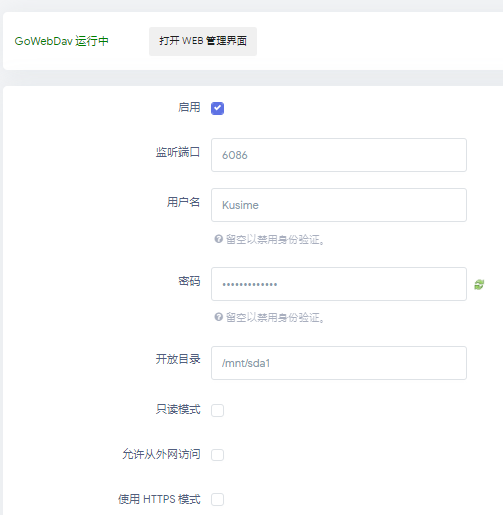 GoWebDav 运行中 打开 WEB 管理界面
启用
监听端口 6086
用户名 Kusime
留空以禁用身份验证。
密码 •••••••••••••
留空以禁用身份验证。
开放目录 /mnt/sda1
只读模式
允许从外网访问
使用 HTTPS 模式